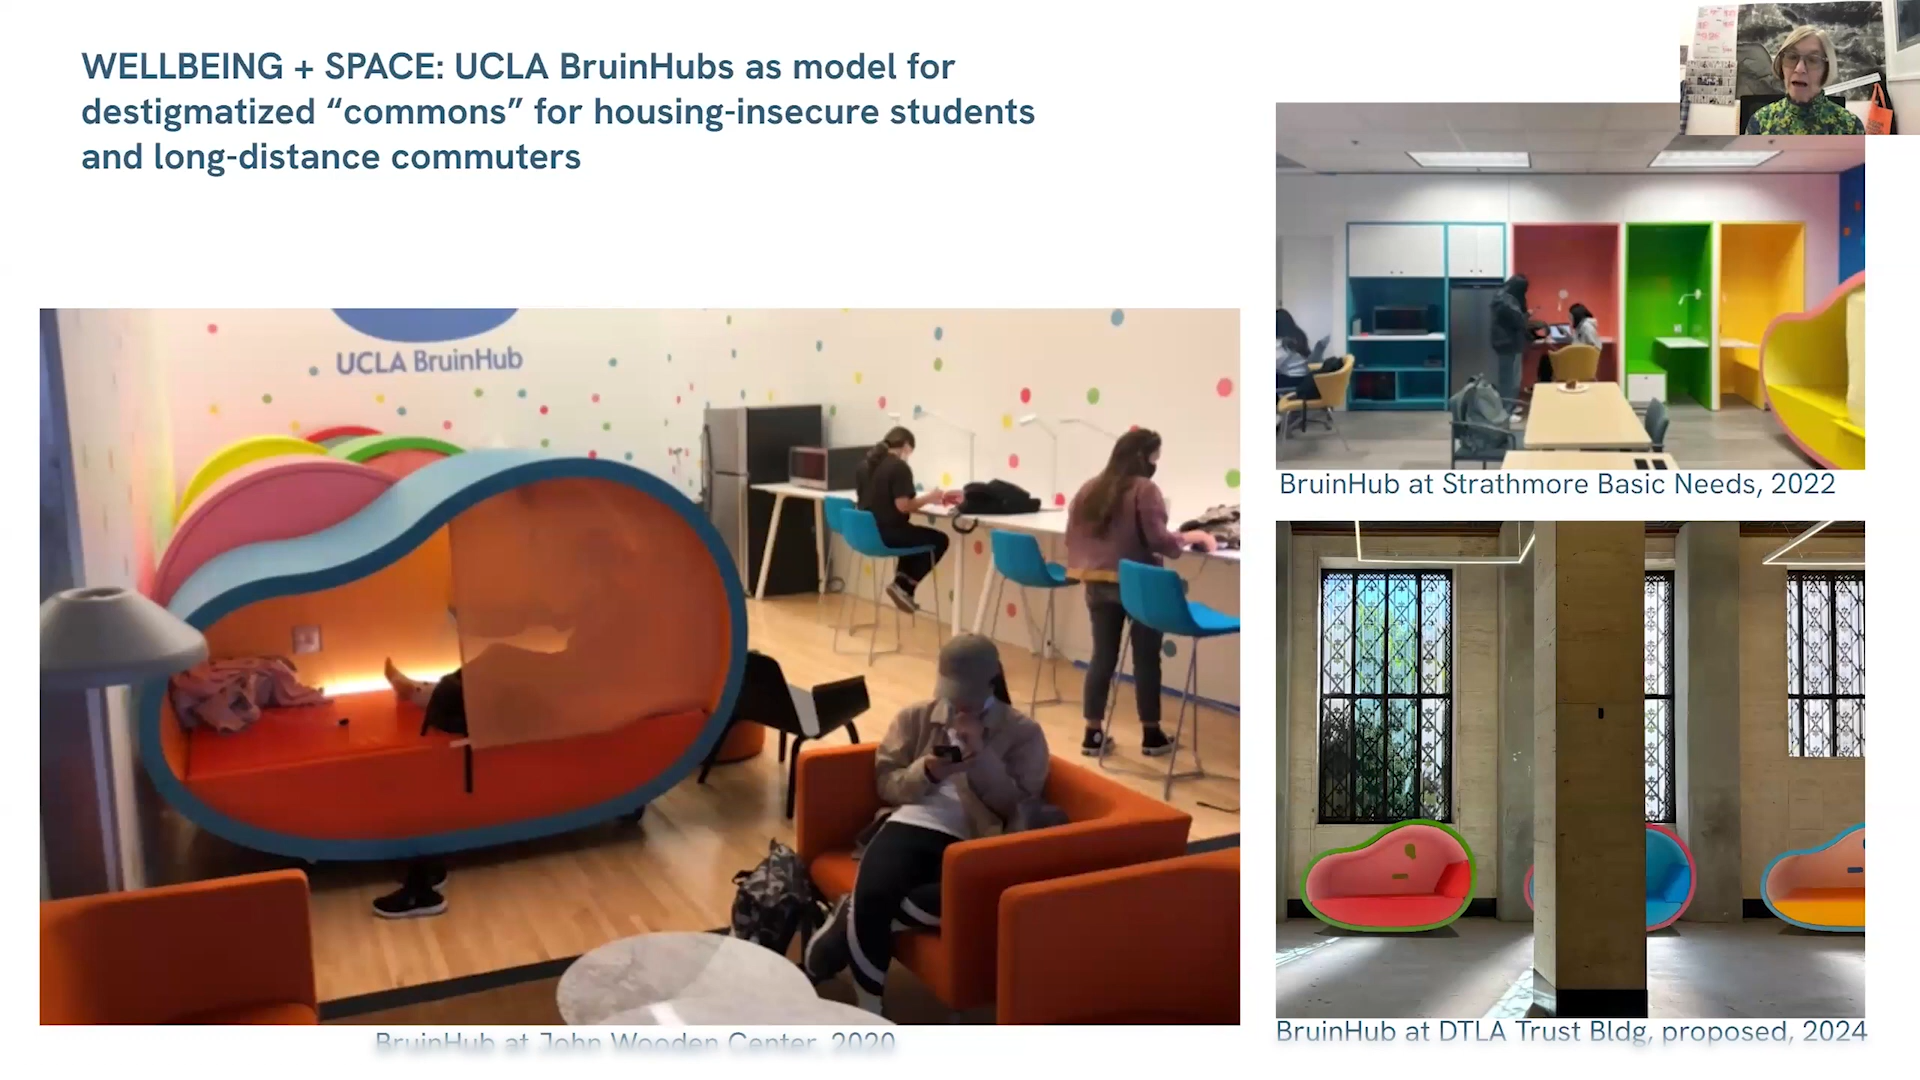 WELLBEING + SPACE: UCLA BruinHubs as model for
destigmatized “commons” for housing-insecure students
and long-distance commuters
UCLA BruinHub
BruinHub at Strathmore Basic Needs, 2022
BruinHub at John Wooden Center, 2020
BruinHub at DTLA Trust Bldg, proposed, 2024